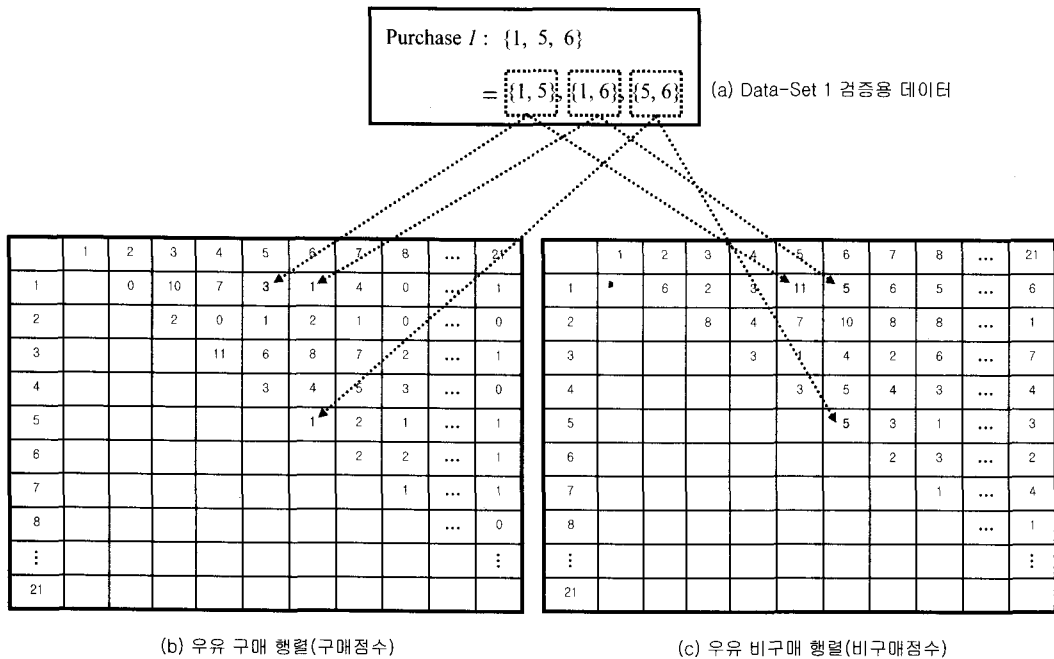 Purchase 1 : {1, 5, 6}
= {1, 5}, {1, 6}, {5, 6}
(a) Data-Set 1 검증용 데이터
1 2 3 4 5 6 7 8 ... 21
1 0 10 7 3 1 4 0 ... 1
2 2 0 1 2 1 0 ... 0
3 11 6 8 7 2 ... 1
4 3 4 5 3 ... 0
5 1 2 1 ... 1
6 2 2 ... 1
7 1 ... 1
8 ... 0
⋮ ⋮
21
(b) 우유 구매 행렬(구매점수)
1 2 3 4 5 6 7 8 ... 21
1 6 2 3 11 5 6 5 ... 6
2 8 4 7 10 8 8 ... 1
3 3 1 4 2 6 ... 7
4 3 5 4 3 ... 4
5 5 3 1 ... 3
6 2 3 ... 2
7 1 ... 4
8 ... 1
⋮ ⋮
21
(c) 우유 비구매 행렬(비구매점수)